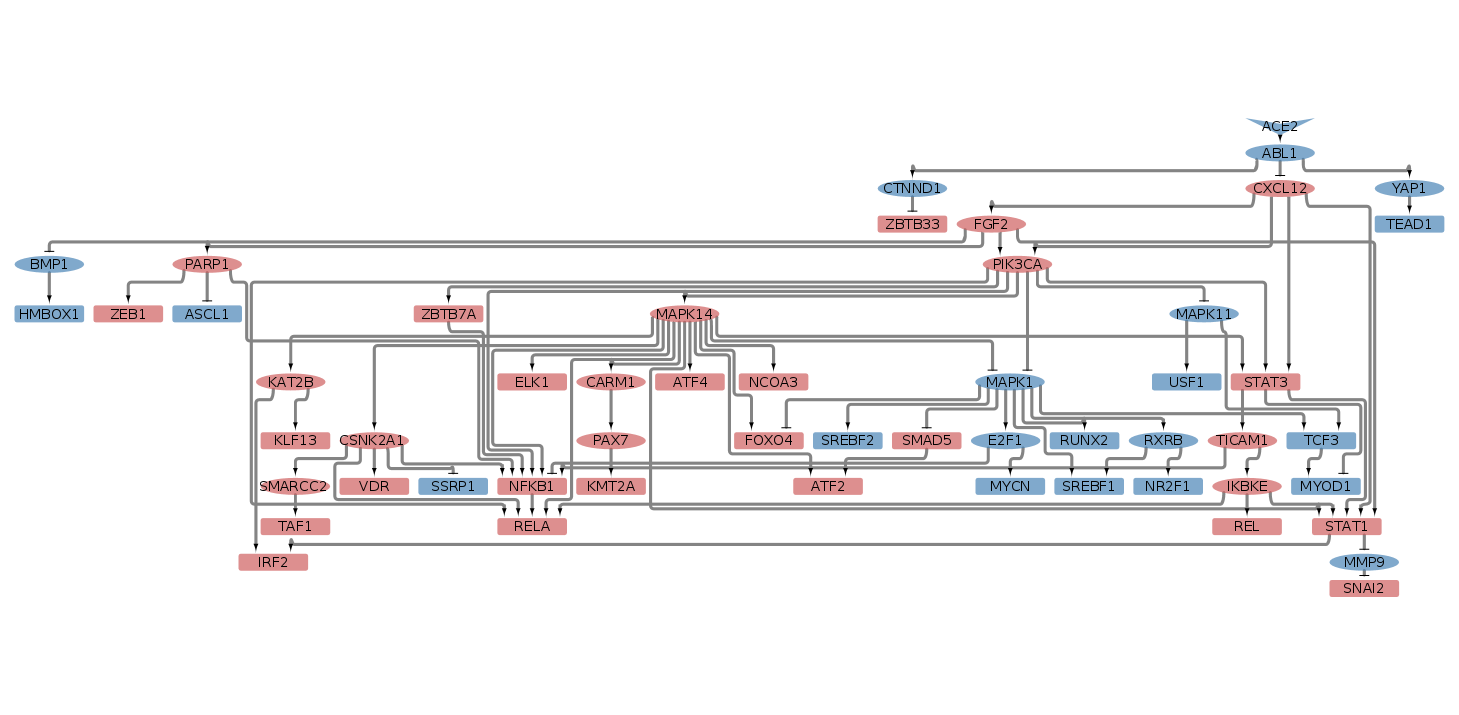 ACE2
ABL1
CTNND1 CXCL12 YAP1
ZBTB33 FGF2 TEAD1
BMP1 PARP1 PIK3CA
HMBOX1 ZEB1 ASCL1 ZBTB7A MAPK14 MAPK11
KAT2B ELK1 CARM1 ATF4 NCOA3 MAPK1 USF1 STAT3
KLF13 CSNK2A1 PAX7 FOXO4 SREBF2 SMAD5 E2F1 RUNX2 RXRB TICAM1 TCF3
SMARCC2 VDR SSRP1 NFKB1 KMT2A ATF2 MYCN SREBF1 NR2F1 IKBKE MYOD1
TAF1 RELA REL STAT1
IRF2 MMP9
SNAI2